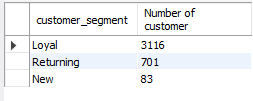 customer_segment Number of
customer
Loyal 3116
Returning 701
New 83